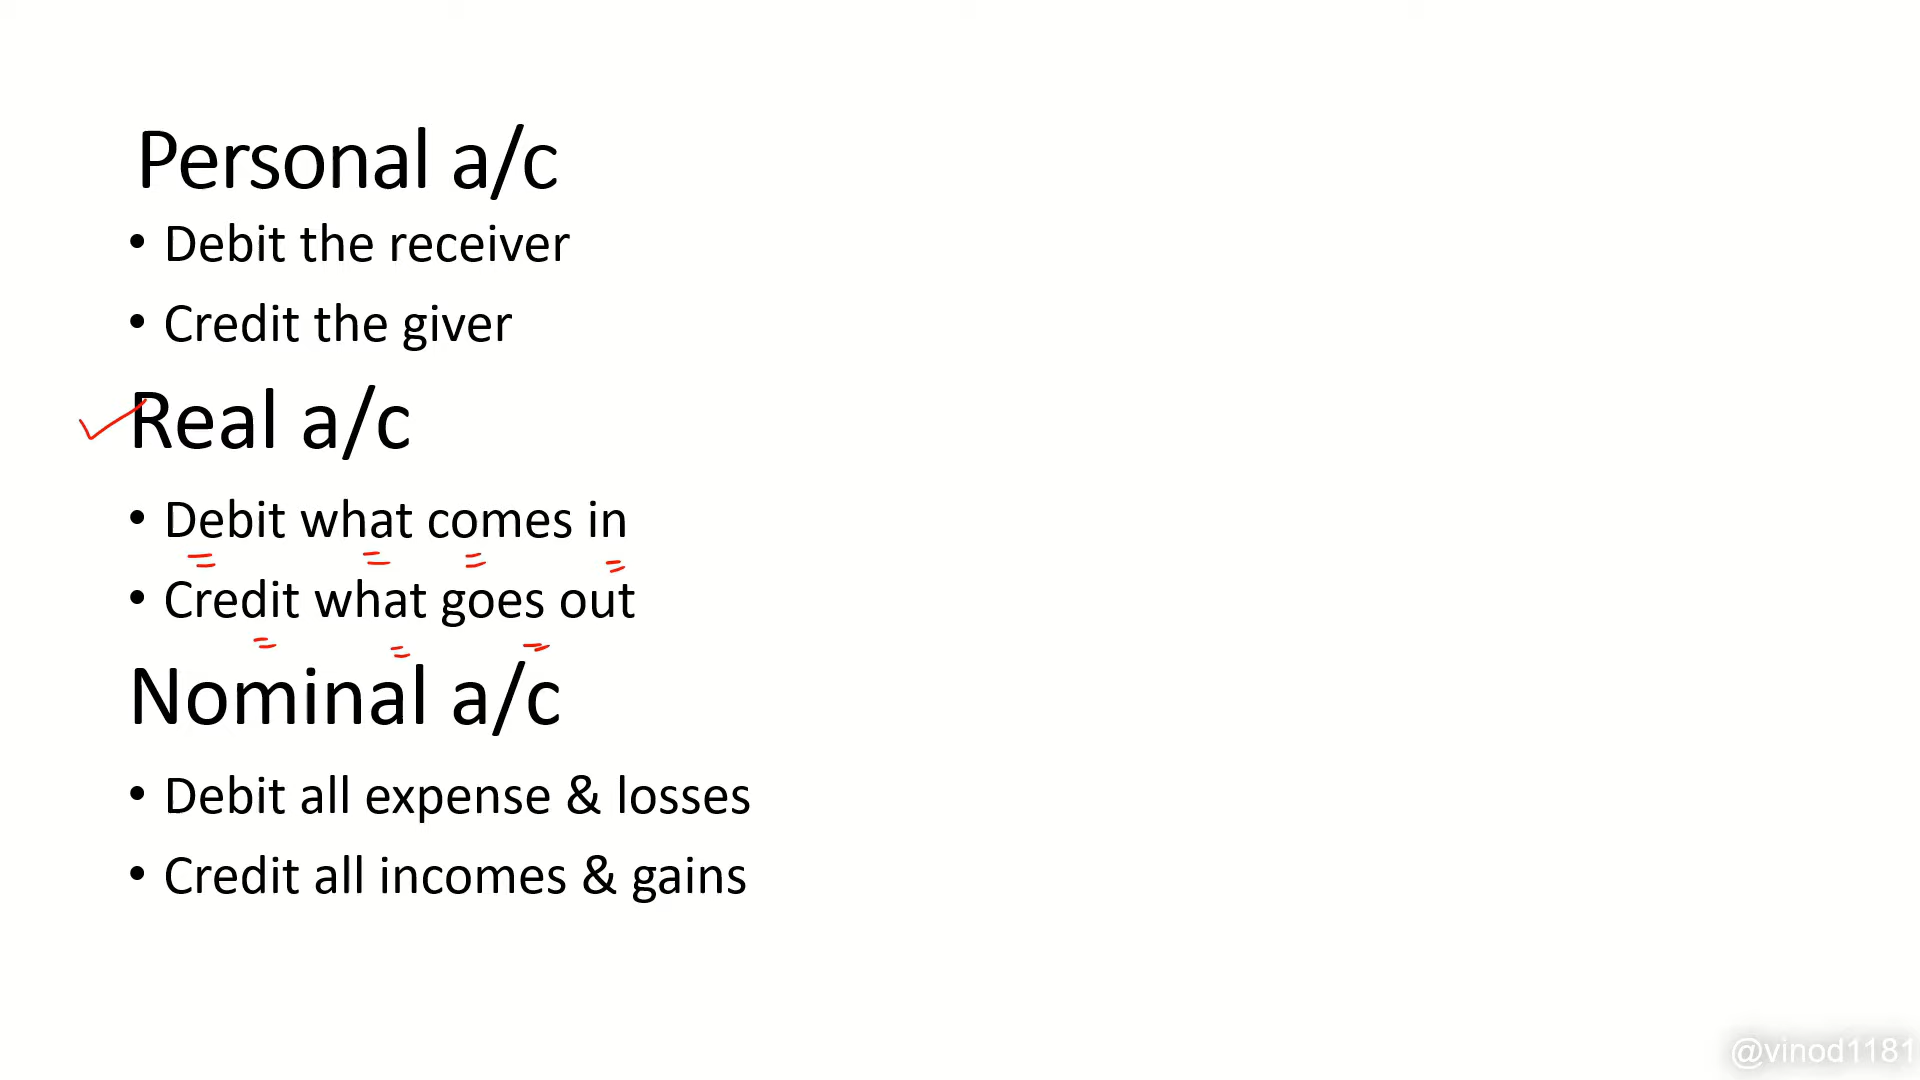 Personal a/c
• Debit the receiver
• Credit the giver
Real a/c
• Debit what comes in
• Credit what goes out
Nominal a/c
• Debit all expense & losses
• Credit all incomes & gains
@vinod1181